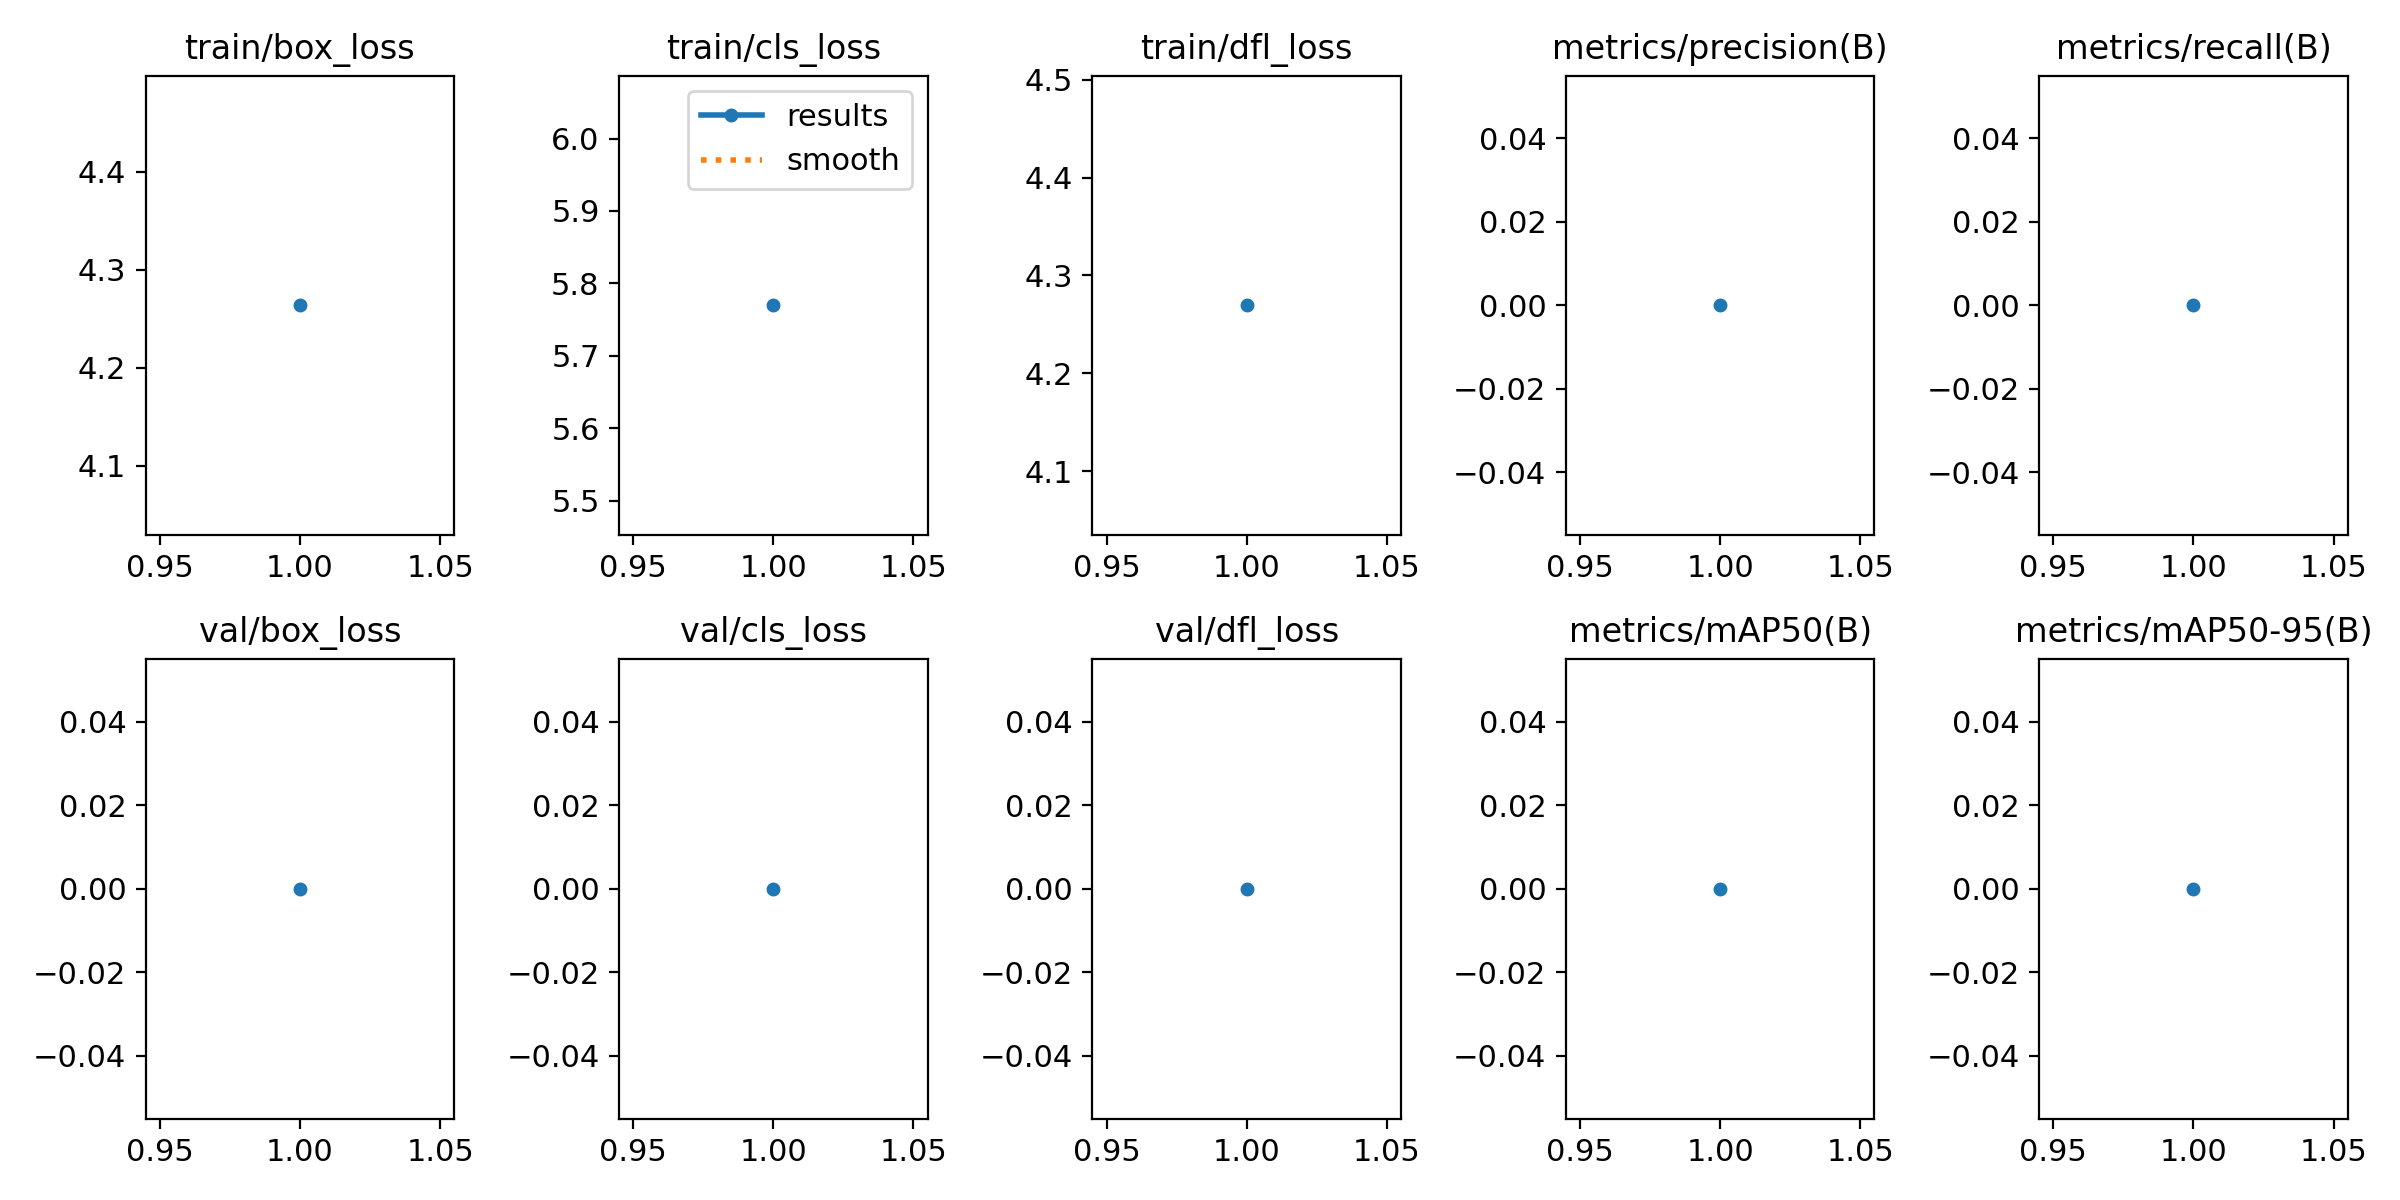 train/box_loss
4.4
4.3
4.2
4.1
0.95 1.00 1.05
train/cls_loss
results
smooth
6.0
5.9
5.8
5.7
5.6
5.5
0.95 1.00 1.05
train/dfl_loss
4.5
4.4
4.3
4.2
4.1
0.95 1.00 1.05
metrics/precision(B)
0.04
0.02
0.00
−0.02
−0.04
0.95 1.00 1.05
metrics/recall(B)
0.04
0.02
0.00
−0.02
−0.04
0.95 1.00 1.05
val/box_loss
0.04
0.02
0.00
−0.02
−0.04
0.95 1.00 1.05
val/cls_loss
0.04
0.02
0.00
−0.02
−0.04
0.95 1.00 1.05
val/dfl_loss
0.04
0.02
0.00
−0.02
−0.04
0.95 1.00 1.05
metrics/mAP50(B)
0.04
0.02
0.00
−0.02
−0.04
0.95 1.00 1.05
metrics/mAP50-95(B)
0.04
0.02
0.00
−0.02
−0.04
0.95 1.00 1.05